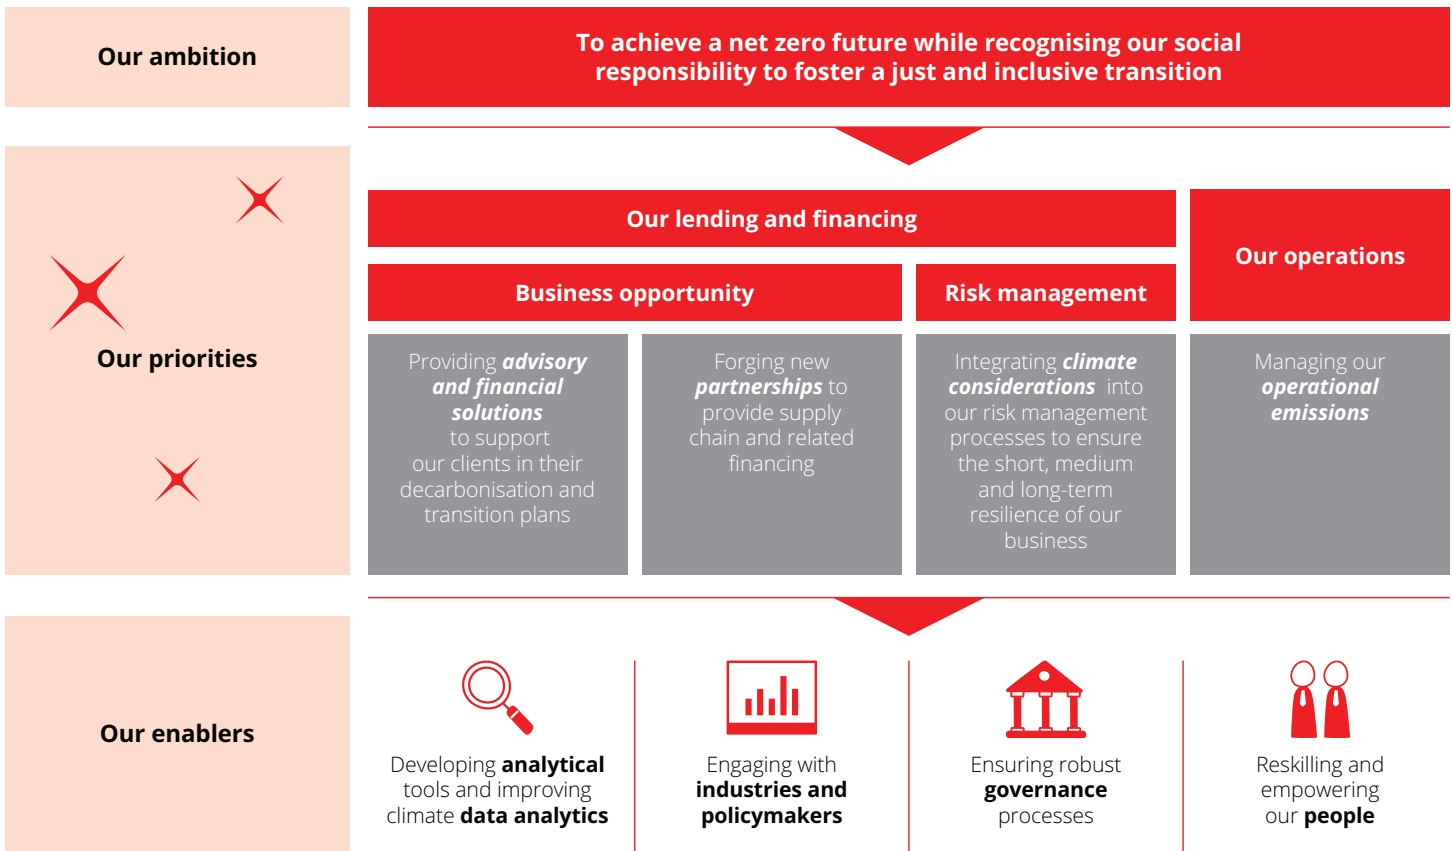 Our ambition
To achieve a net zero future while recognising our social
responsibility to foster a just and inclusive transition
Our priorities
Our lending and financing
Our operations
Business opportunity
Risk management
Providing advisory
and financial
solutions
to support
our clients in their
decarbonisation and
transition plans
Forging new
partnerships to
provide supply
chain and related
financing
Integrating climate
considerations into
our risk management
processes to ensure
the short, medium
and long-term
resilience of our
business
Managing our
operational
emissions
Our enablers
Developing analytical
tools and improving
climate data analytics
Engaging with
industries and
policymakers
Ensuring robust
governance
processes
Reskilling and
empowering
our people